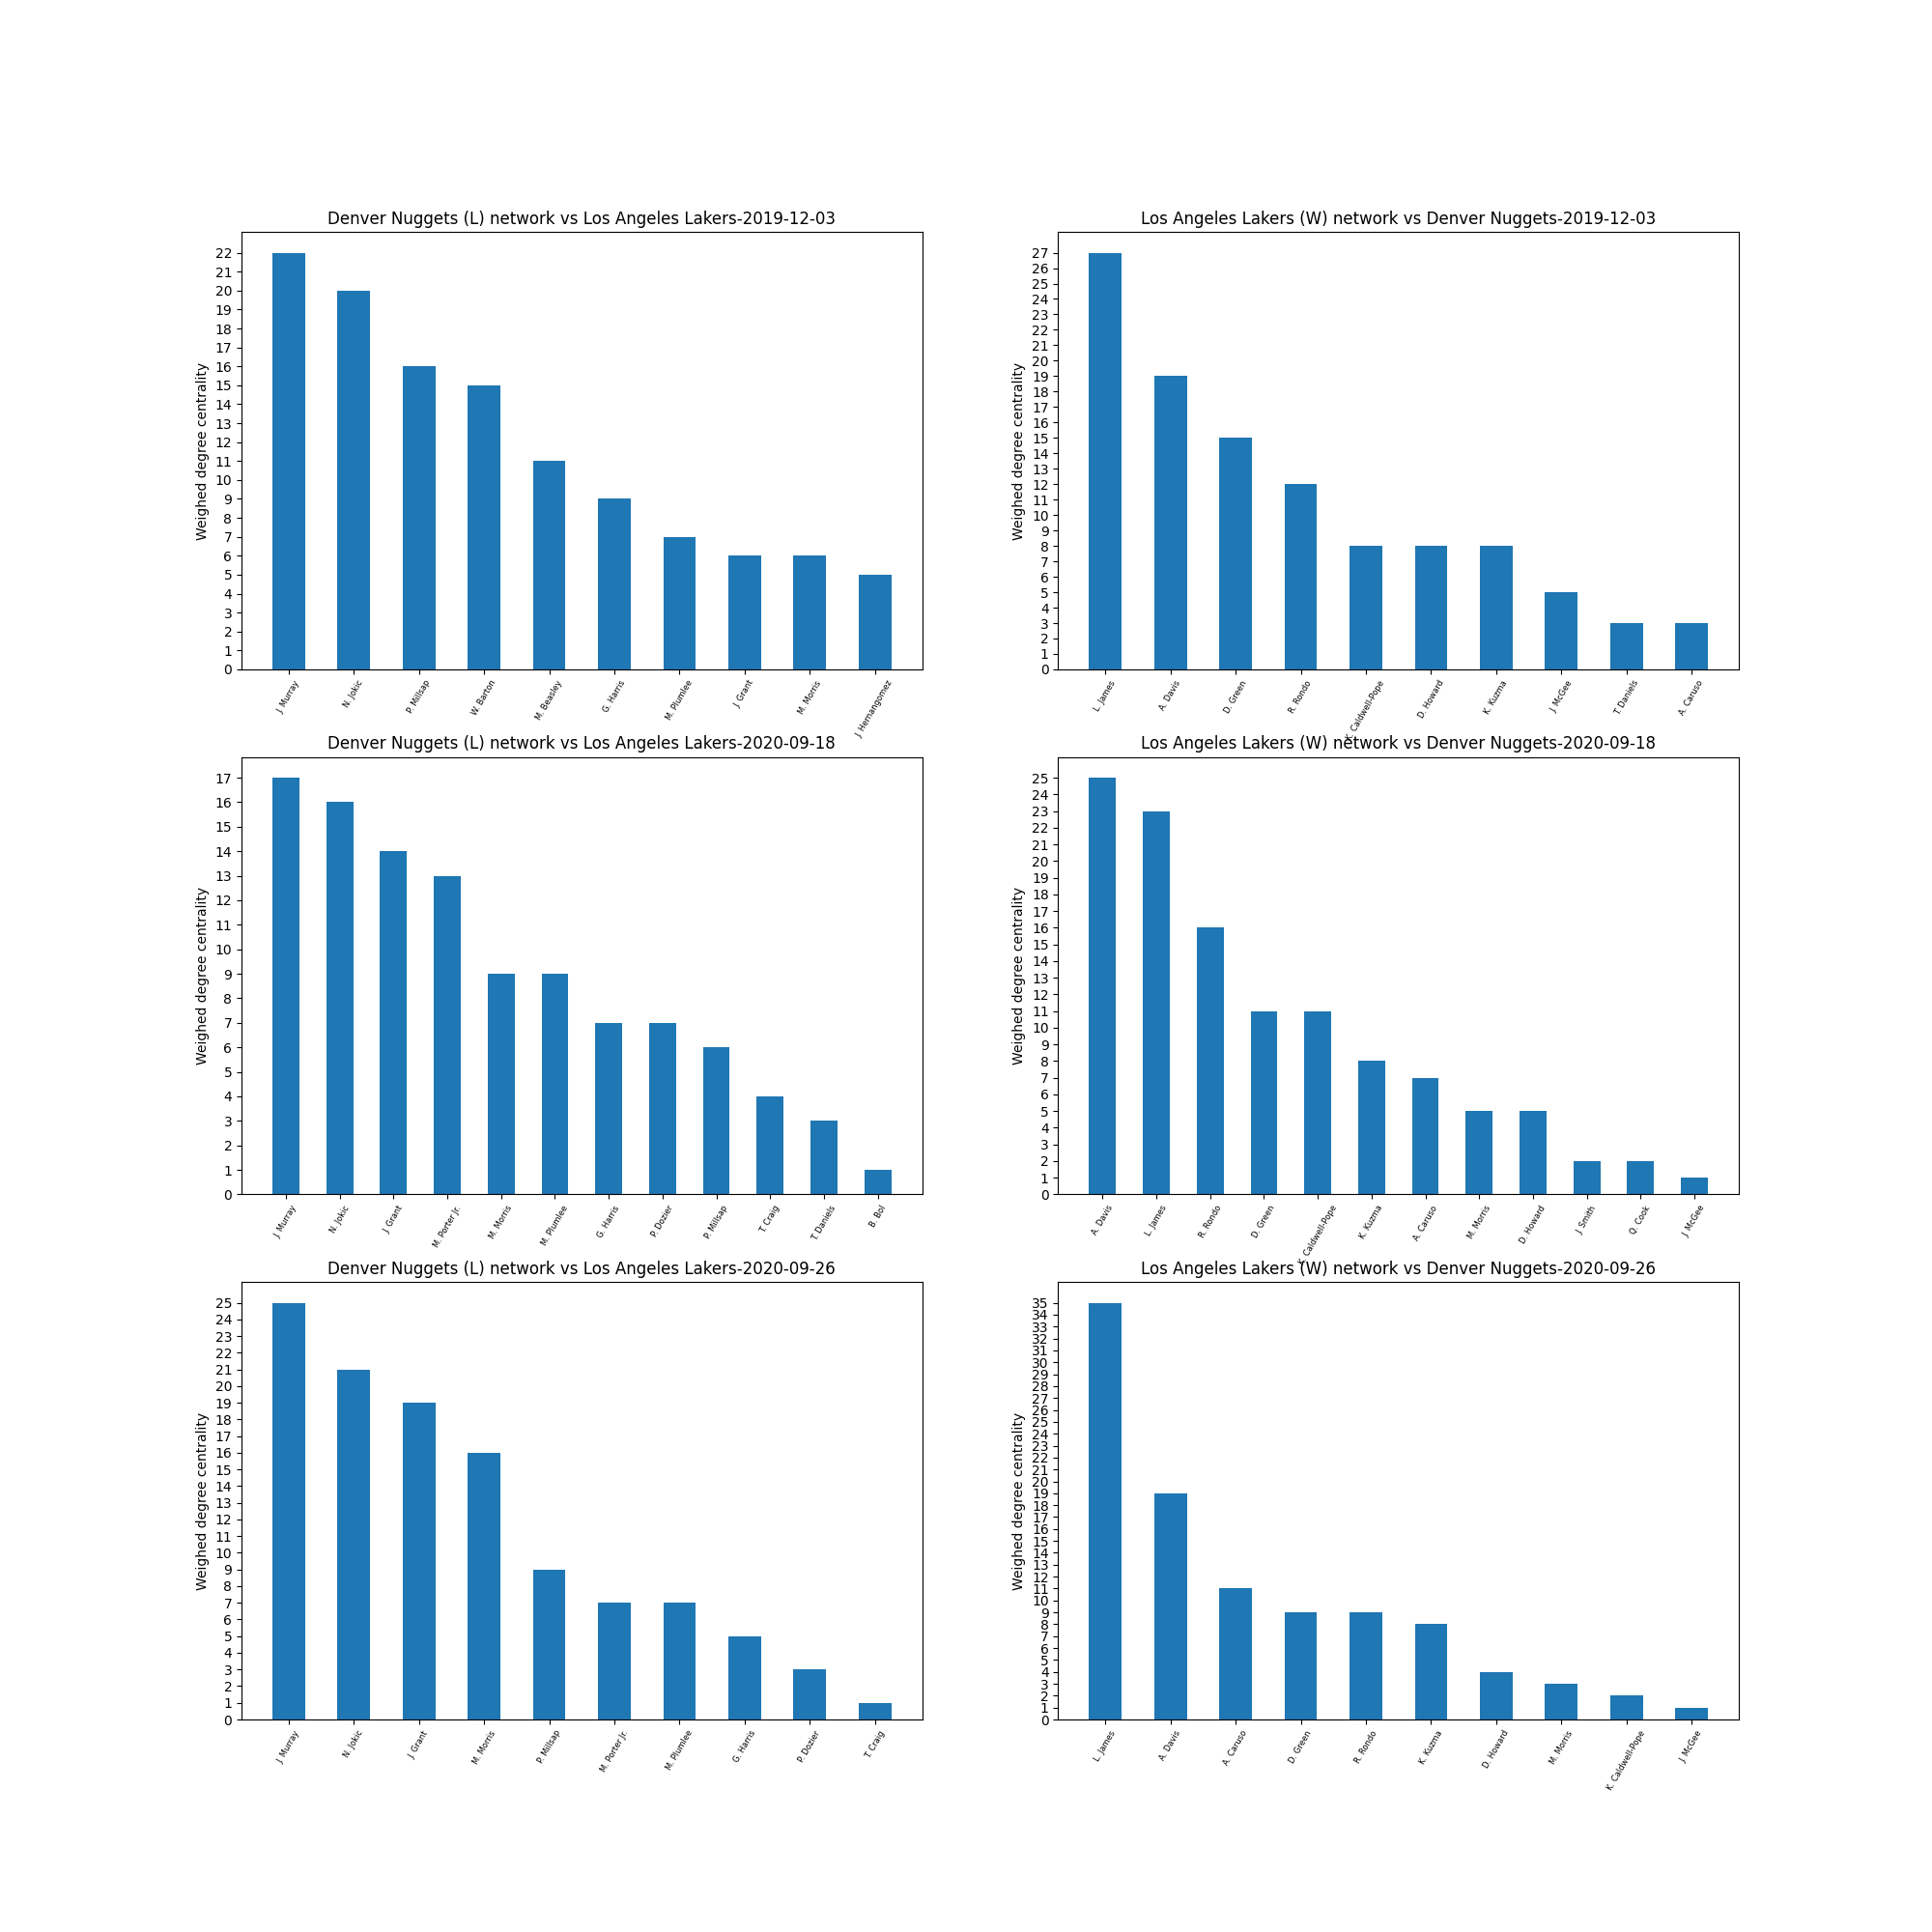 Denver Nuggets (L) network vs Los Angeles Lakers-2019-12-03
Weighed degree centrality
22
21
20
19
18
17
16
15
14
13
12
11
10
9
8
7
6
5
4
3
2
1
0
J. Murray
N. Jokic
P. Millsap
W. Barton
M. Beasley
G. Harris
M. Plumlee
J. Grant
M. Morris
J. Hernangomez
Los Angeles Lakers (W) network vs Denver Nuggets-2019-12-03
Weighed degree centrality
27
26
25
24
23
22
21
20
19
18
17
16
15
14
13
12
11
10
9
8
7
6
5
4
3
2
1
0
L. James
A. Davis
D. Green
R. Rondo
K. Caldwell-Pope
D. Howard
K. Kuzma
J. McGee
T. Daniels
A. Caruso
Denver Nuggets (L) network vs Los Angeles Lakers-2020-09-18
Weighed degree centrality
17
16
15
14
13
12
11
10
9
8
7
6
5
4
3
2
1
0
J. Murray
N. Jokic
J. Grant
M. Porter Jr.
M. Morris
M. Plumlee
G. Harris
P. Dozier
P. Millsap
T. Craig
T. Daniels
B. Bol
Los Angeles Lakers (W) network vs Denver Nuggets-2020-09-18
Weighed degree centrality
25
24
23
22
21
20
19
18
17
16
15
14
13
12
11
10
9
8
7
6
5
4
3
2
1
0
A. Davis
L. James
R. Rondo
D. Green
K. Caldwell-Pope
K. Kuzma
A. Caruso
M. Morris
D. Howard
J. Smith
Q. Cook
J. McGee
Denver Nuggets (L) network vs Los Angeles Lakers-2020-09-26
Weighed degree centrality
25
24
23
22
21
20
19
18
17
16
15
14
13
12
11
10
9
8
7
6
5
4
3
2
1
0
J. Murray
N. Jokic
J. Grant
M. Morris
P. Millsap
M. Porter Jr.
M. Plumlee
G. Harris
P. Dozier
T. Craig
Los Angeles Lakers (W) network vs Denver Nuggets-2020-09-26
Weighed degree centrality
35
34
33
32
31
30
29
28
27
26
25
24
23
22
21
20
19
18
17
16
15
14
13
12
11
10
9
8
7
6
5
4
3
2
1
0
L. James
A. Davis
A. Caruso
D. Green
R. Rondo
K. Kuzma
D. Howard
M. Morris
K. Caldwell-Pope
J. McGee